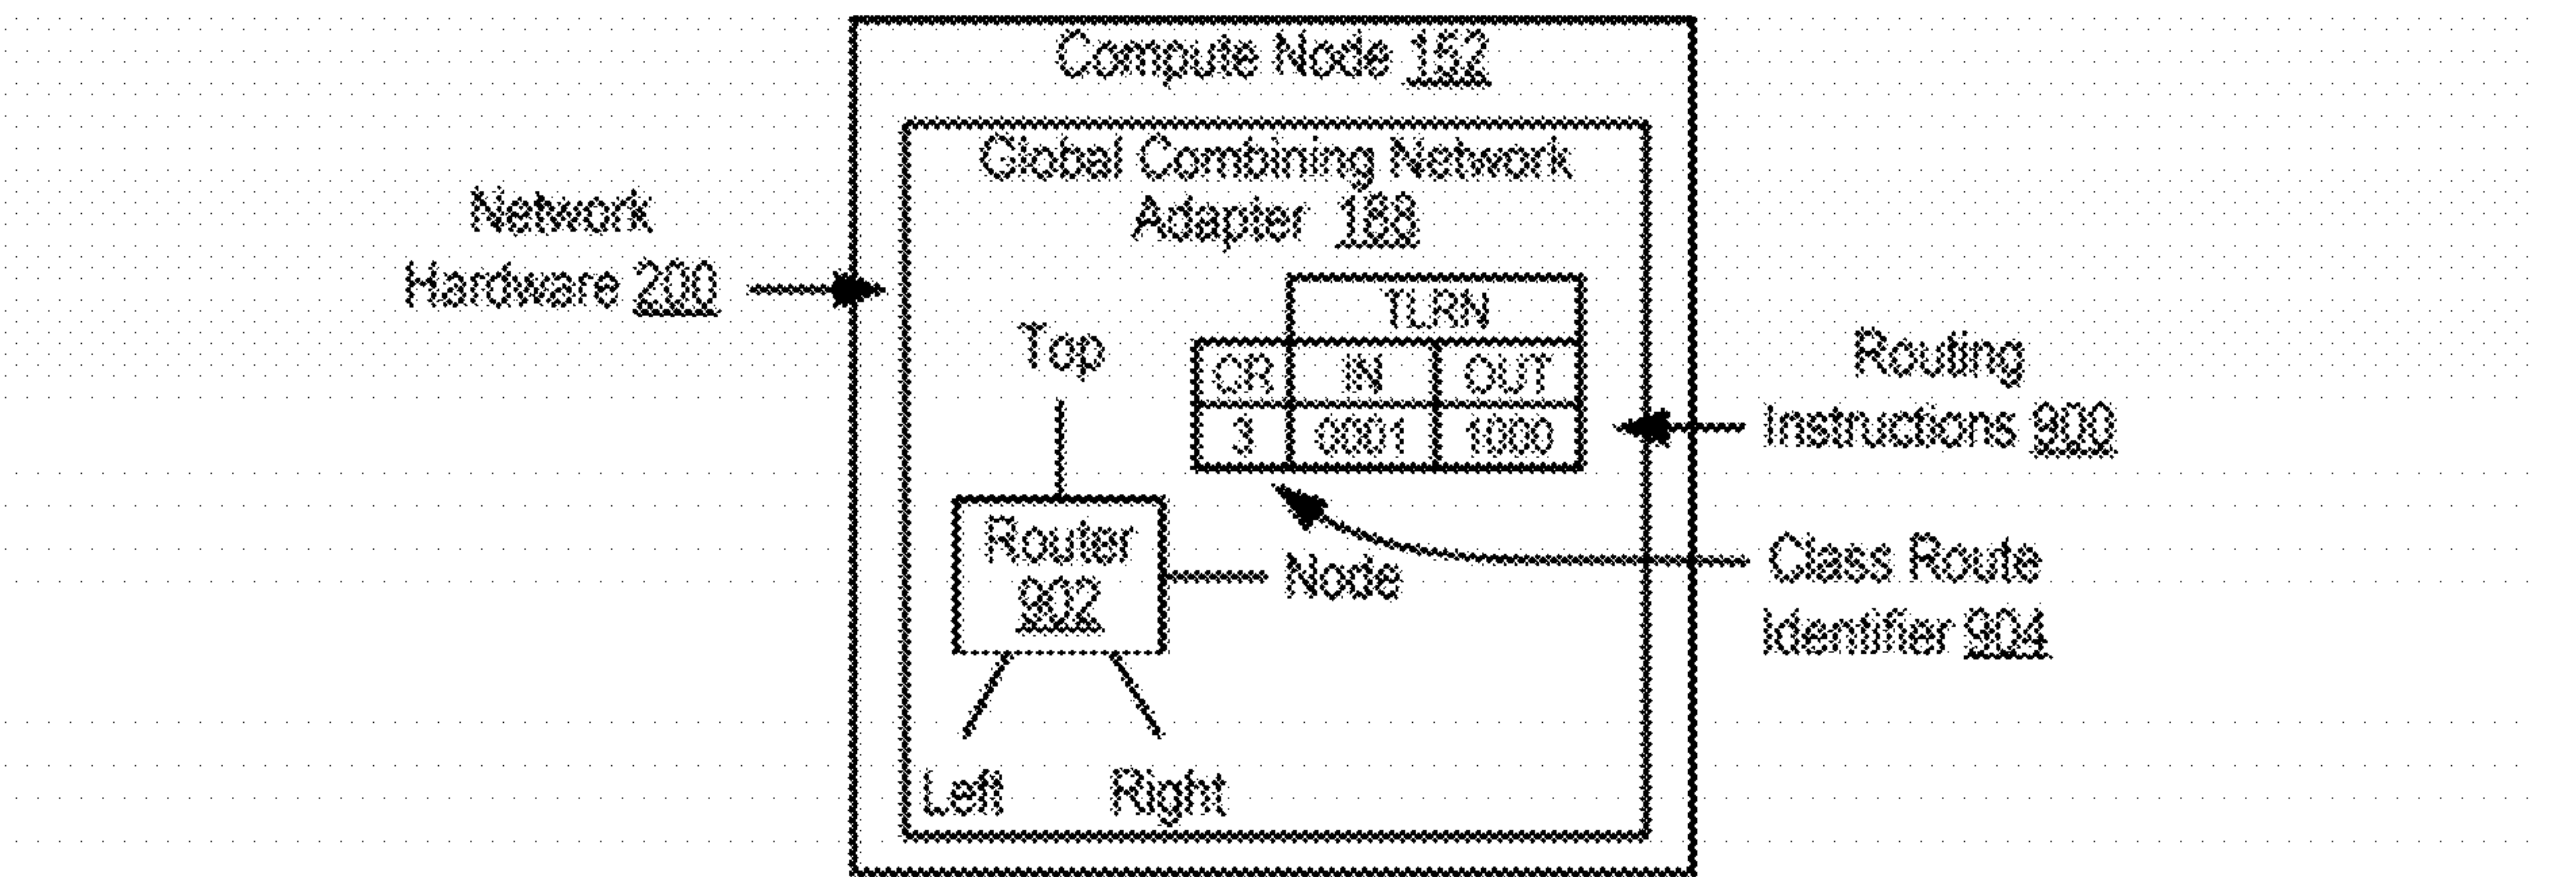 Compute Node 152
Global Combining Network
Adapter 188
Network
Hardware 200
Top
TLRN
CR IN OUT
3 0001 1000
Routing
Instructions 900
Router
902
Node
Class Route
Identifier 904
Left Right